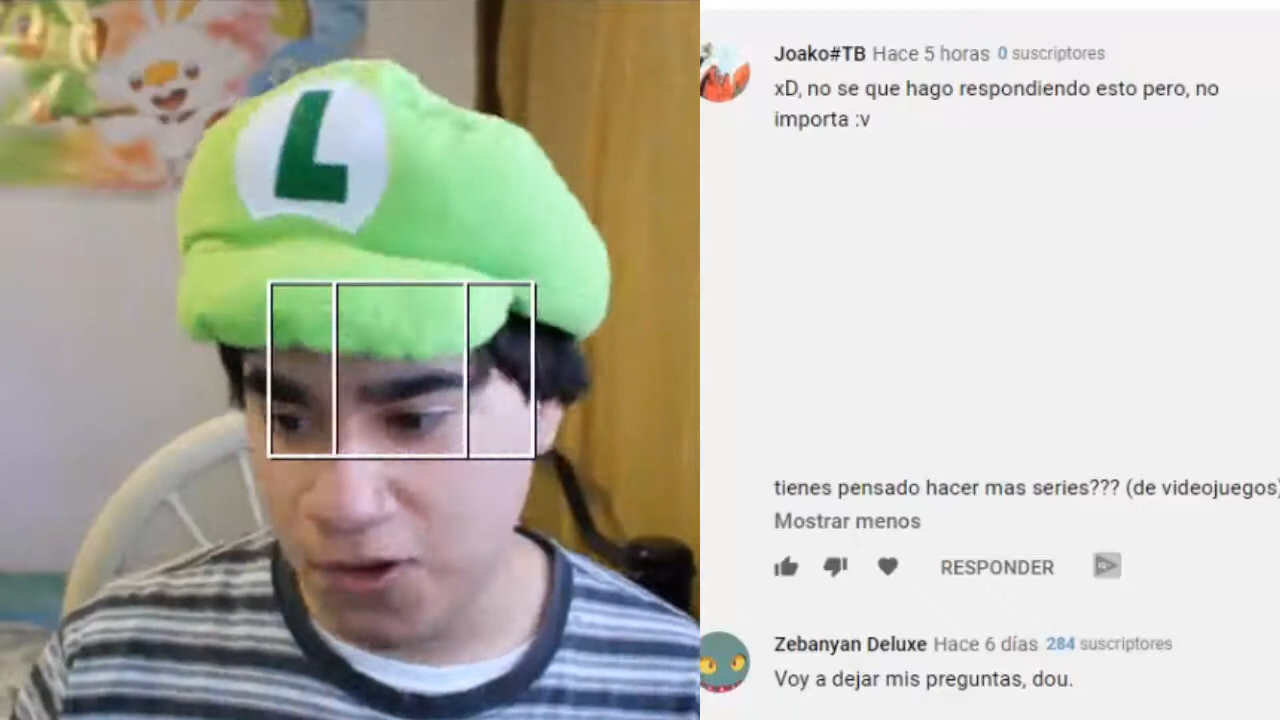 L
Joako#TB Hace 5 horas 0 suscriptores
xD, no se que hago respondiendo esto pero, no
importa :v
tienes pensado hacer mas series??? (de videojuegos)
Mostrar menos
RESPONDER
Zebanyan Deluxe Hace 6 días 284 suscriptores
Voy a dejar mis preguntas, dou.